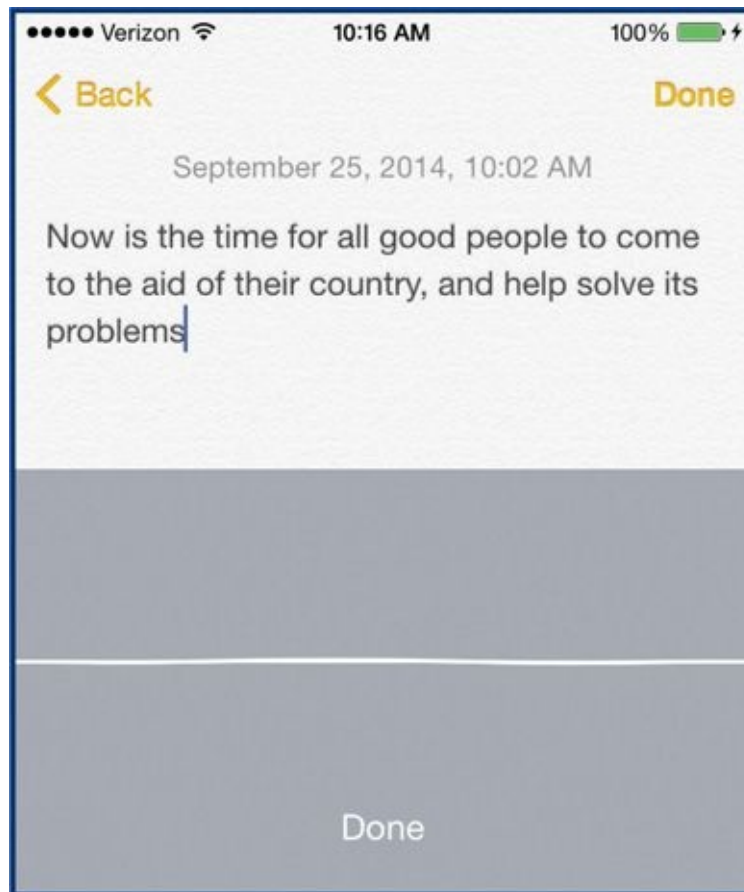 Verizon 10:16 AM 100%
Back Done
September 25, 2014, 10:02 AM
Now is the time for all good people to come
to the aid of their country, and help solve its
problems
Done